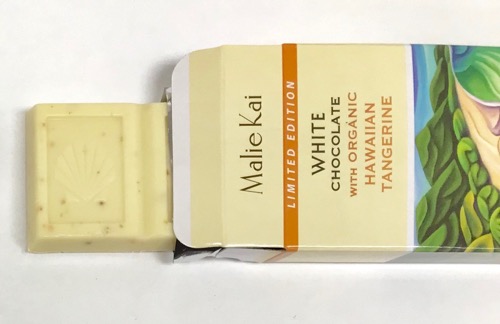 Malie Kai
LIMITED EDITION
WHITE
CHOCOLATE
WITH ORGANIC
HAWAIIAN
TANGERINE